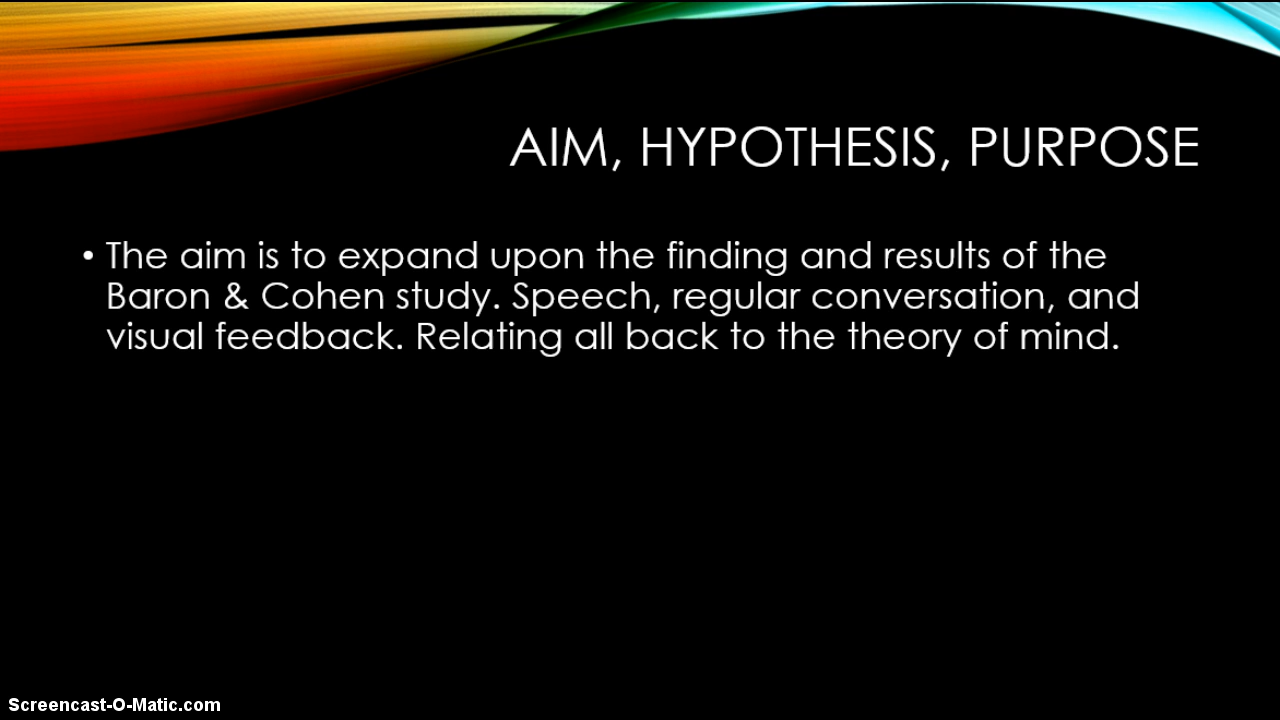 AIM, HYPOTHESIS, PURPOSE
• The aim is to expand upon the finding and results of the
Baron & Cohen study. Speech, regular conversation, and
visual feedback. Relating all back to the theory of mind.
Screencast-O-Matic.com